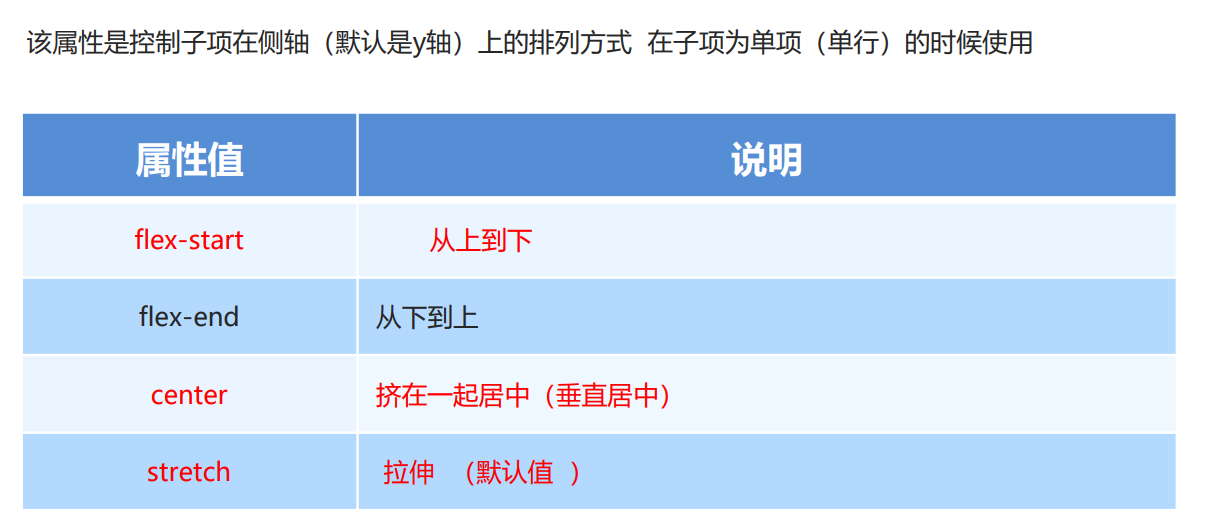 该属性是控制子项在侧轴（默认是y轴）上的排列方式 在子项为单项（单行）的时候使用
属性值 说明
flex-start 从上到下
flex-end 从下到上
center 挤在一起居中（垂直居中）
stretch 拉伸 （默认值 ）